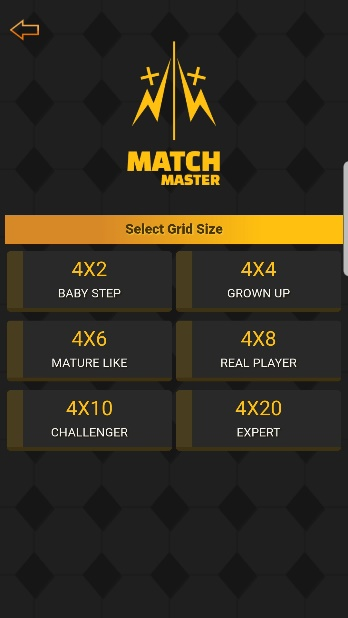 MATCH
MASTER
Select Grid Size
4X2
BABY STEP
4X4
GROWN UP
4X6
MATURE LIKE
4X8
REAL PLAYER
4X10
CHALLENGER
4X20
EXPERT